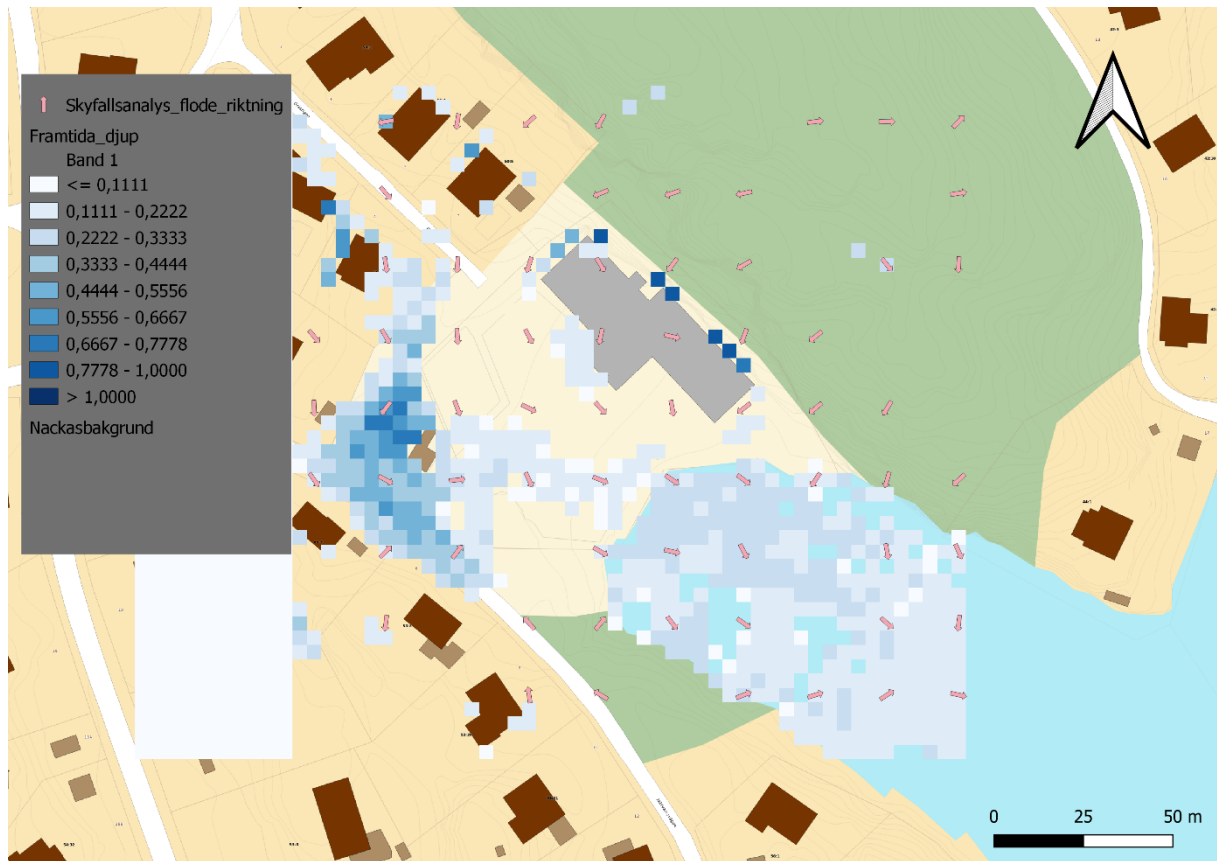 Skyfallsanalys_flode_riktning
Framtida_djup
Band 1
<= 0,1111
0,1111 - 0,2222
0,2222 - 0,3333
0,3333 - 0,4444
0,4444 - 0,5556
0,5556 - 0,6667
0,6667 - 0,7778
0,7778 - 1,0000
> 1,0000
Nackasbakgrund
0
25
50 m